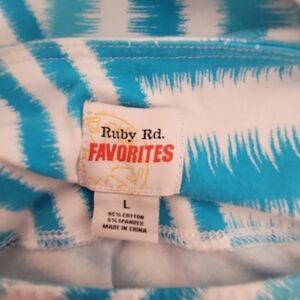 Ruby Rd.
FAVORITES
L
95% COTTON
5% SPANDEX
MADE IN CHINA